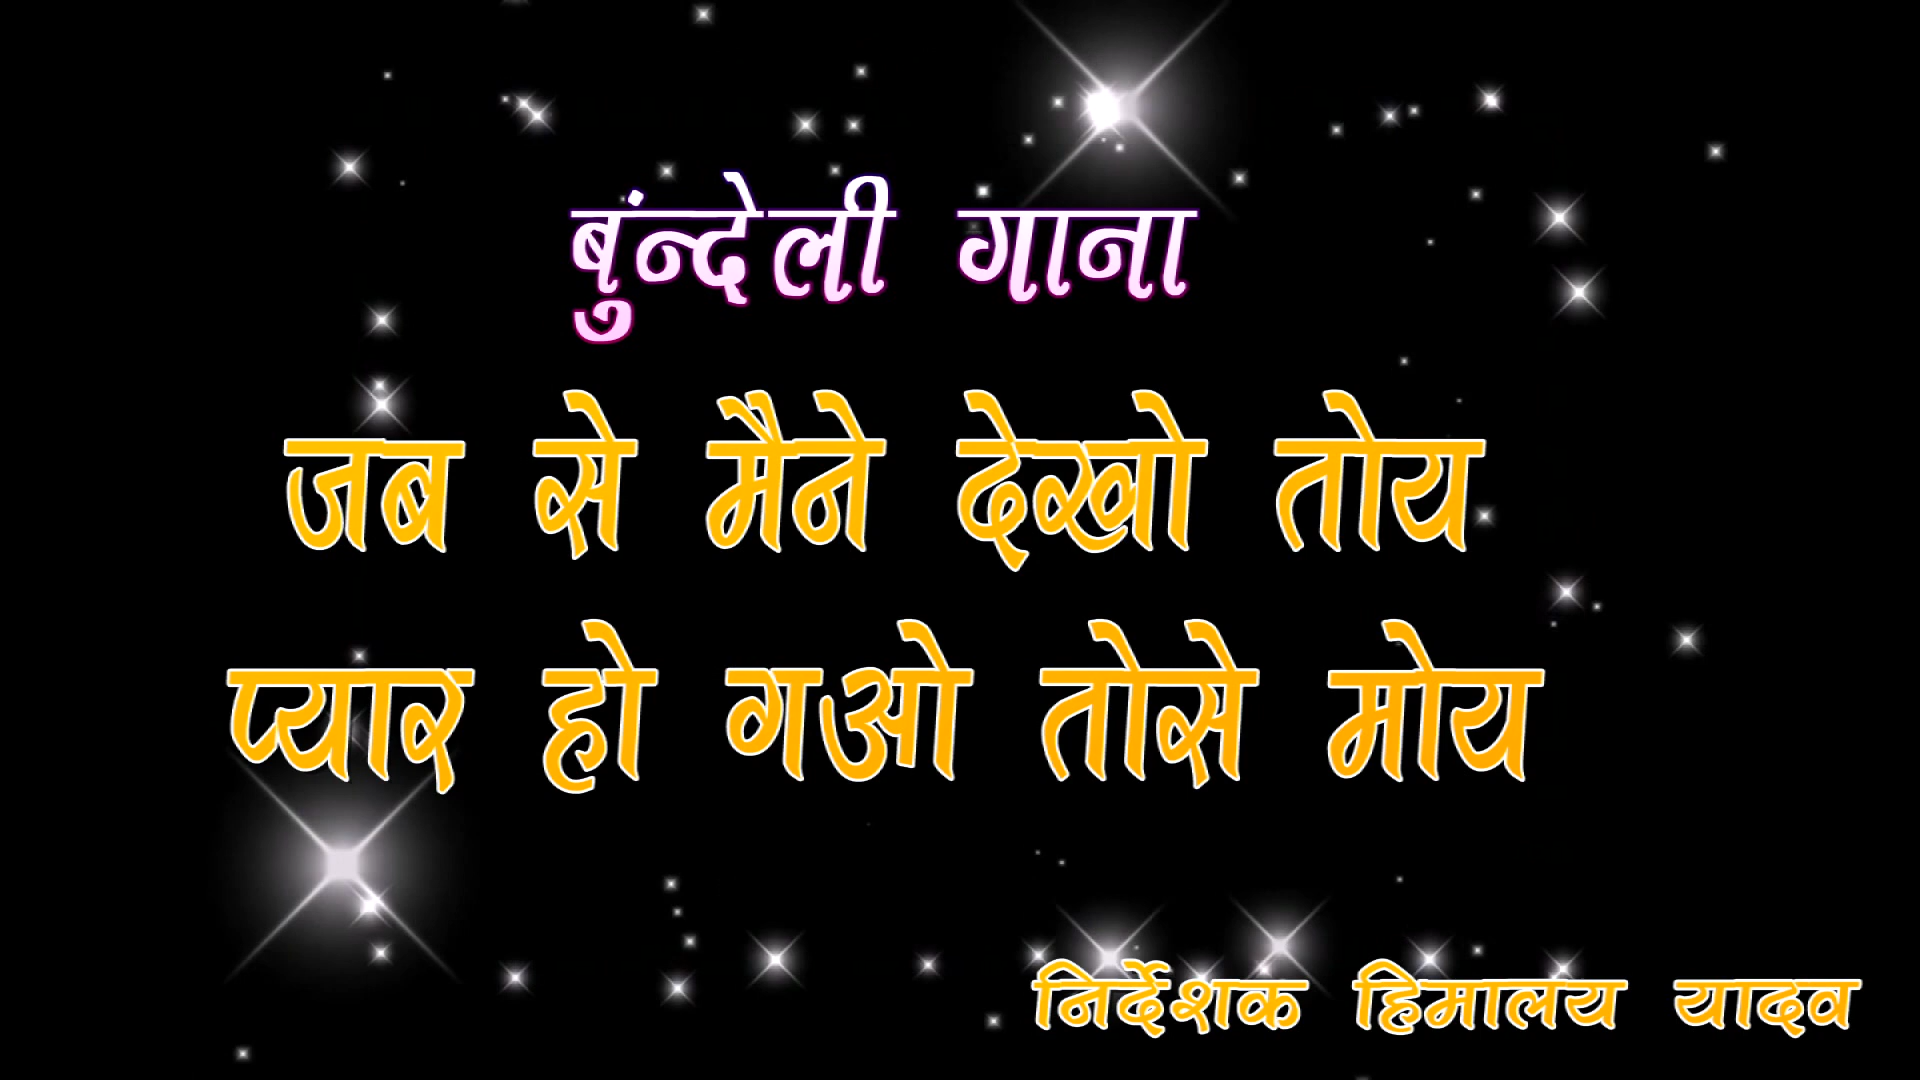 बुंन्देली गाना
जब से मैने देखो तोय
प्यार हो गओ तोसे मोय
निर्देशक हिमालय यादव